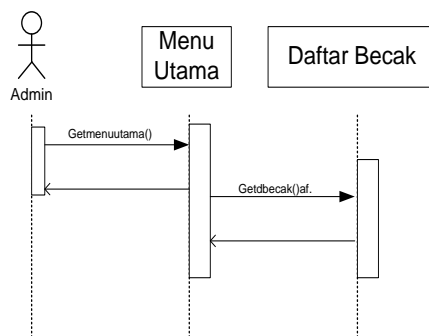 Menu
Utama
Daftar Becak
Admin
Getmenuutama()
Getdbecak()af.